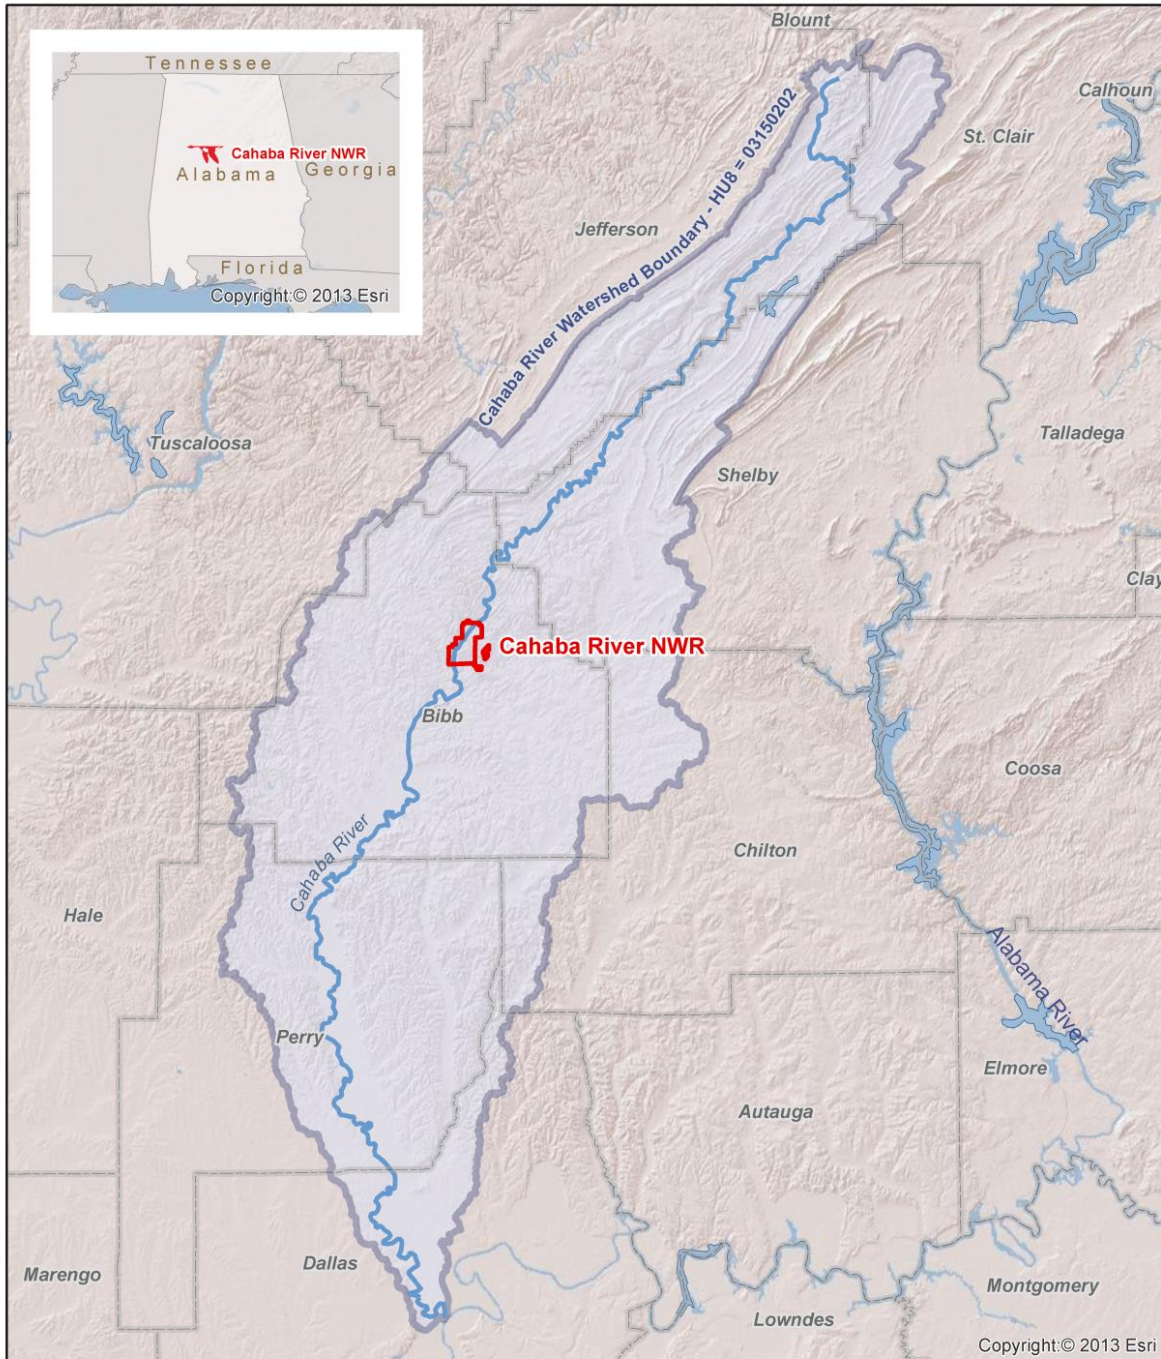 Blount
Tennessee
Cahaba River NWR
Alabama
Georgia
Florida
Copyright:© 2013 Esri
Calhoun
St. Clair
Cahaba River Watershed Boundary - HU8 = 03150202
Jefferson
Tuscaloosa
Talladega
Shelby
Clay
Cahaba River NWR
Bibb
Coosa
Cahaba River
Chilton
Hale
Alabama River
Perry
Elmore
Autauga
Dallas
Marengo
Montgomery
Lowndes
Copyright:© 2013 Esri